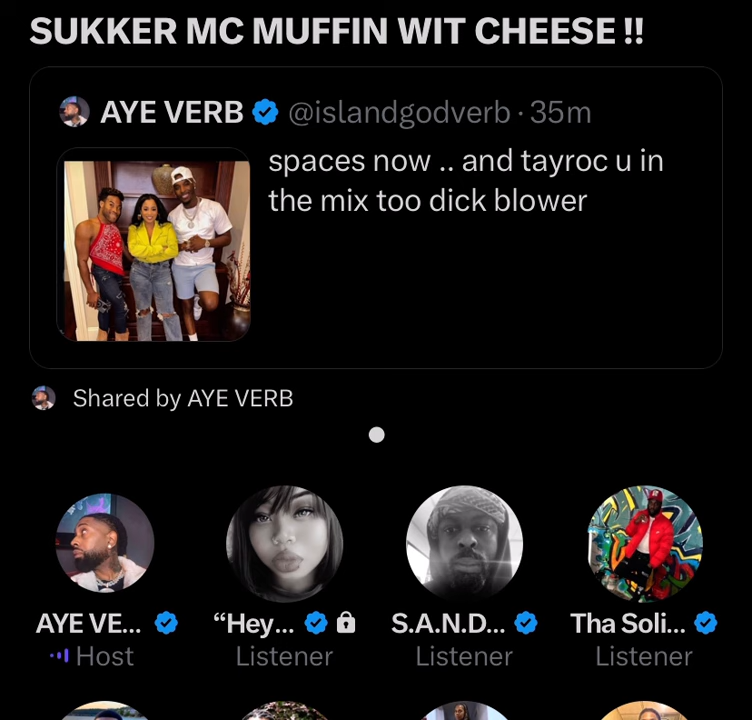 SUKKER MC MUFFIN WIT CHEESE !!
AYE VERB @islandgodverb · 35m
spaces now .. and tayroc u in
the mix too dick blower
Shared by AYE VERB
AYE VE... “Hey... S.A.N.D... Tha Soli...
Host Listener Listener Listener